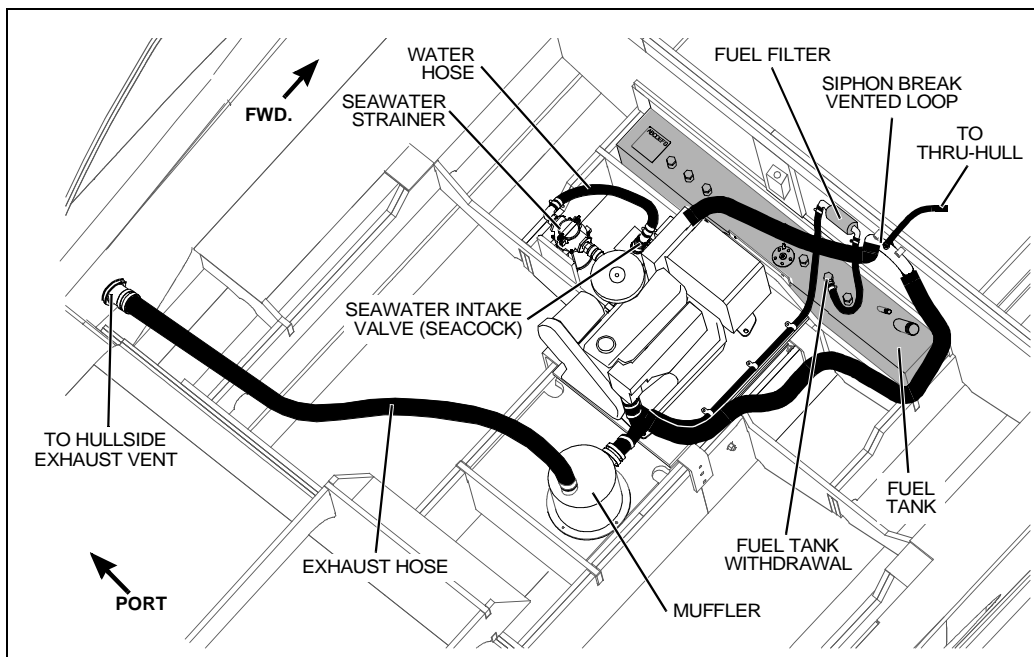 WATER
HOSE
FUEL FILTER
SIPHON BREAK
VENTED LOOP
FWD.
SEAWATER
STRAINER
TO
THRU-HULL
SEAWATER INTAKE
VALVE (SEACOCK)
TO HULLSIDE
EXHAUST VENT
FUEL
TANK
EXHAUST HOSE
FUEL TANK
WITHDRAWAL
PORT
MUFFLER